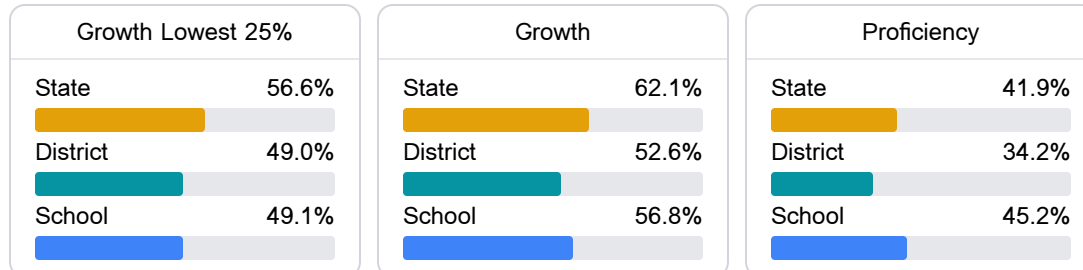 Growth Lowest 25%
State 56.6%
District 49.0%
School 49.1%
Growth
State 62.1%
District 52.6%
School 56.8%
Proficiency
State 41.9%
District 34.2%
School 45.2%